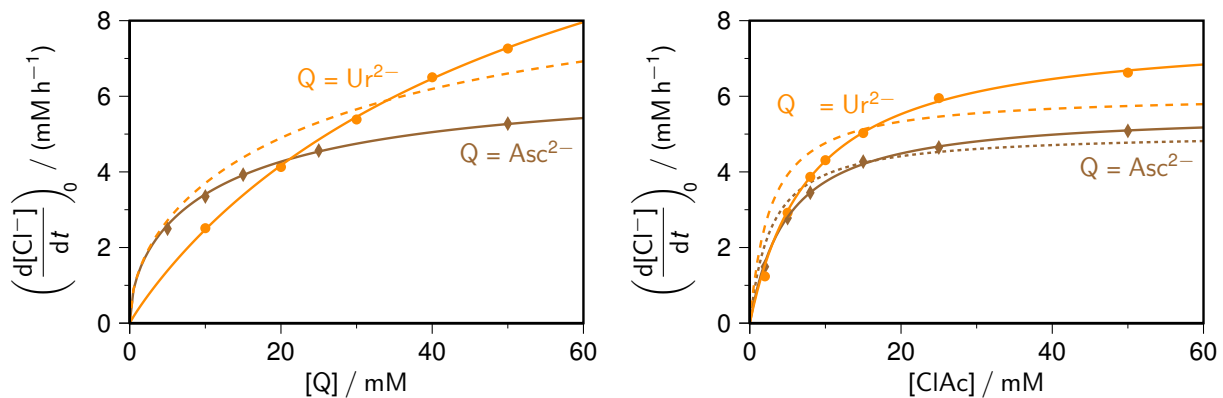 8
6
4
2
0
0 20 40 60
[Q] / mM
(d[Cl⁻]/dt)₀ / (mM h⁻¹)
Q = Ur²⁻
Q = Asc²⁻
8
6
4
2
0
0 20 40 60
[ClAc] / mM
(d[Cl⁻]/dt)₀ / (mM h⁻¹)
Q = Ur²⁻
Q = Asc²⁻